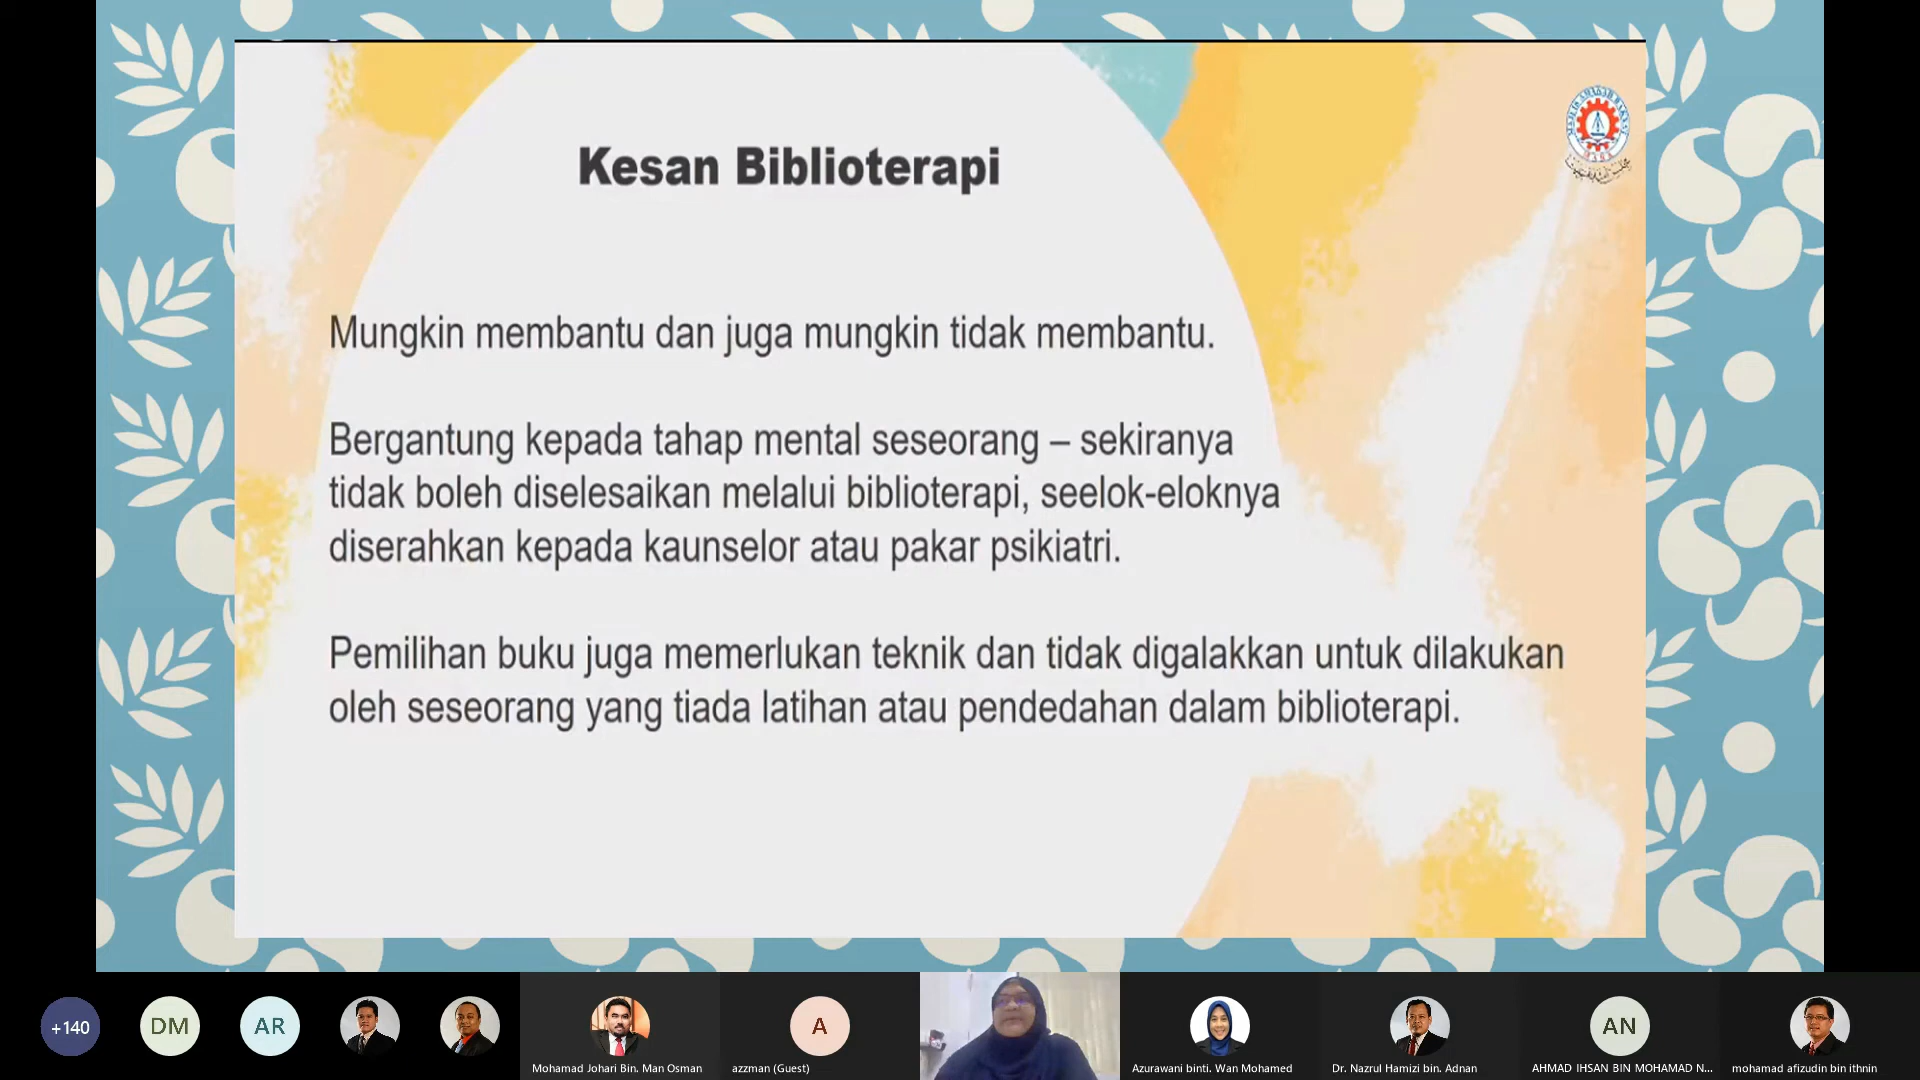 Kesan Biblioterapi
Mungkin membantu dan juga mungkin tidak membantu.
Bergantung kepada tahap mental seseorang – sekiranya
tidak boleh diselesaikan melalui biblioterapi, seelok-eloknya
diserahkan kepada kaunselor atau pakar psikiatri.
Pemilihan buku juga memerlukan teknik dan tidak digalakkan untuk dilakukan
oleh seseorang yang tiada latihan atau pendedahan dalam biblioterapi.
+140
DM
AR
A
AN
Mohamad Johari Bin. Man Osman
azzman (Guest)
Azurawani binti. Wan Mohamed
Dr. Nazrul Hamizi bin. Adnan
AHMAD IHSAN BIN MOHAMAD N...
mohamad afizudin bin ithnin